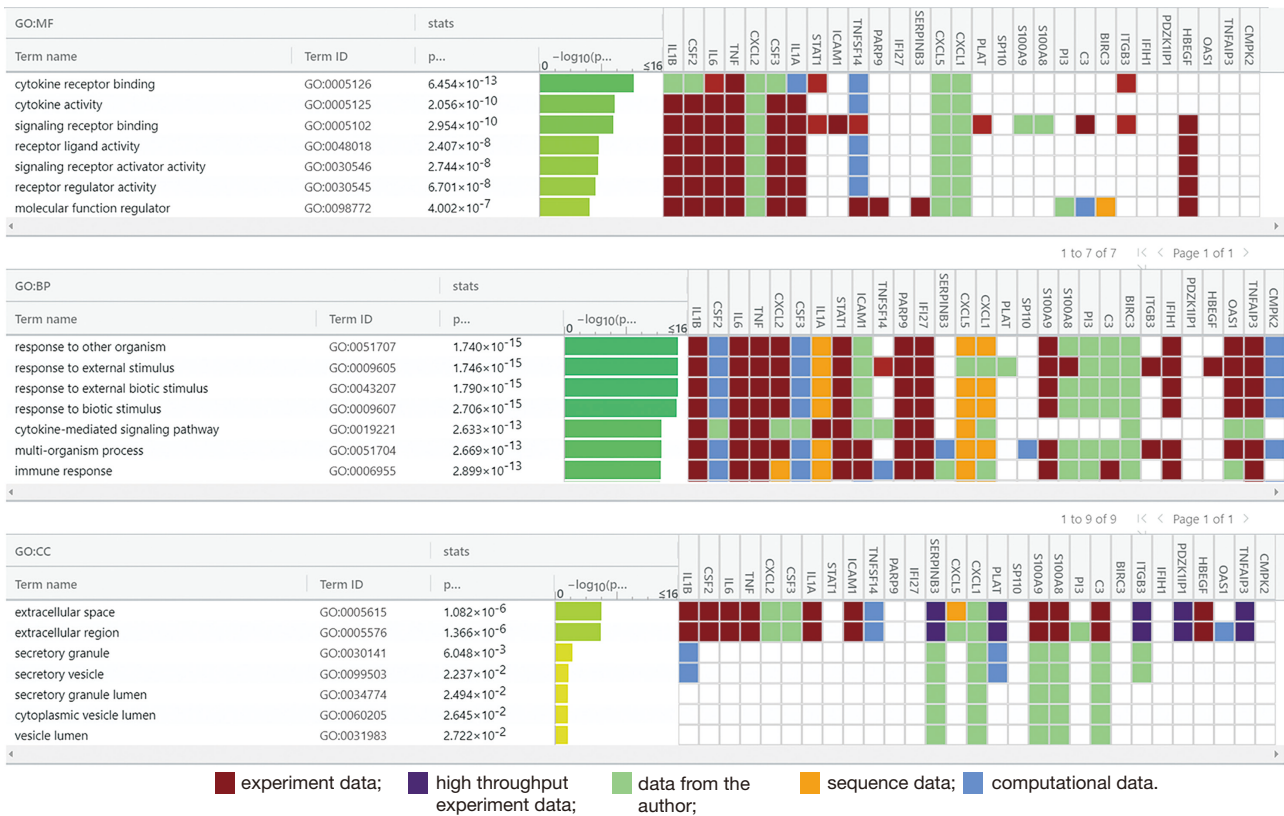 GO:MF stats
Term name Term ID p... −log10(p...
0 ≤16
IL1B CSF2 IL6 TNF CXCL2 CSF3 IL1A STAT1 ICAM1 TNFSF14 PARP9 IFI27 SERPINB3 CXCL5 CXCL1 PLAT SP110 S100A9 S100A8 PI3 C3 BIRC3 ITGB3 IFIH1 PDZK1IP1 HBEGF OAS1 TNFAIP3 CMPK2
cytokine receptor binding GO:0005126 6.454×10-13
cytokine activity GO:0005125 2.056×10-10
signaling receptor binding GO:0005102 2.954×10-10
receptor ligand activity GO:0048018 2.407×10-8
signaling receptor activator activity GO:0030546 2.744×10-8
receptor regulator activity GO:0030545 6.701×10-8
molecular function regulator GO:0098772 4.002×10-7
1 to 7 of 7 Page 1 of 1
GO:BP stats
Term name Term ID p... −log10(p...
0 ≤16
IL1B CSF2 IL6 TNF CXCL2 CSF3 IL1A STAT1 ICAM1 TNFSF14 PARP9 IFI27 SERPINB3 CXCL5 CXCL1 PLAT SP110 S100A9 S100A8 PI3 C3 BIRC3 ITGB3 IFIH1 PDZK1IP1 HBEGF OAS1 TNFAIP3 CMPK2
response to other organism GO:0051707 1.740×10-15
response to external stimulus GO:0009605 1.746×10-15
response to external biotic stimulus GO:0043207 1.790×10-15
response to biotic stimulus GO:0009607 2.706×10-15
cytokine-mediated signaling pathway GO:0019221 2.633×10-13
multi-organism process GO:0051704 2.669×10-13
immune response GO:0006955 2.899×10-13
1 to 9 of 9 Page 1 of 1
GO:CC stats
Term name Term ID p... −log10(p...
0 ≤16
IL1B CSF2 IL6 TNF CXCL2 CSF3 IL1A STAT1 ICAM1 TNFSF14 PARP9 IFI27 SERPINB3 CXCL5 CXCL1 PLAT SP110 S100A9 S100A8 PI3 C3 BIRC3 ITGB3 IFIH1 PDZK1IP1 HBEGF OAS1 TNFAIP3 CMPK2
extracellular space GO:0005615 1.082×10-6
extracellular region GO:0005576 1.366×10-6
secretory granule GO:0030141 6.048×10-3
secretory vesicle GO:0099503 2.237×10-2
secretory granule lumen GO:0034774 2.494×10-2
cytoplasmic vesicle lumen GO:0060205 2.645×10-2
vesicle lumen GO:0031983 2.722×10-2
experiment data; high throughput data from the sequence data; computational data.
experiment data; author;